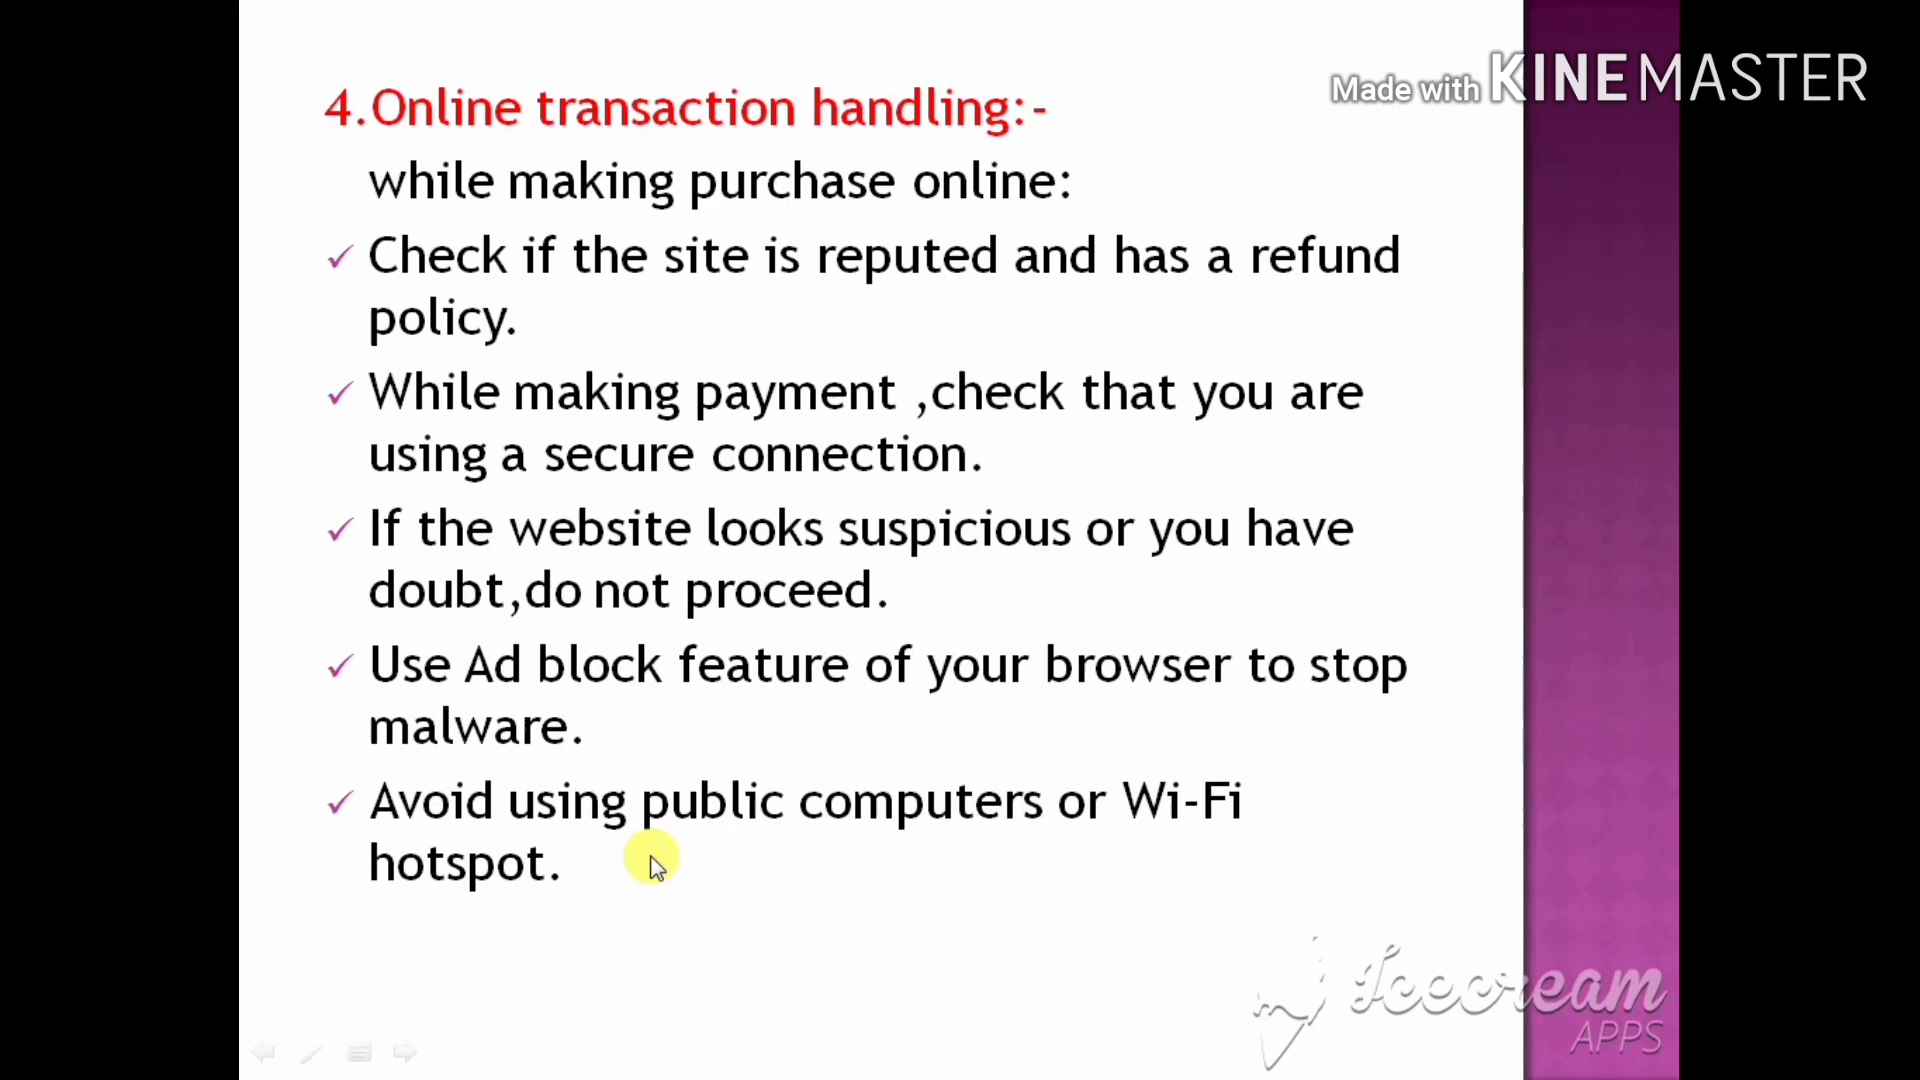 Made with KINEMASTER
4.Online transaction handling:-
while making purchase online:
✓ Check if the site is reputed and has a refund
policy.
✓ While making payment ,check that you are
using a secure connection.
✓ If the website looks suspicious or you have
doubt,do not proceed.
✓ Use Ad block feature of your browser to stop
malware.
✓ Avoid using public computers or Wi-Fi
hotspot.
Icecream
APPS